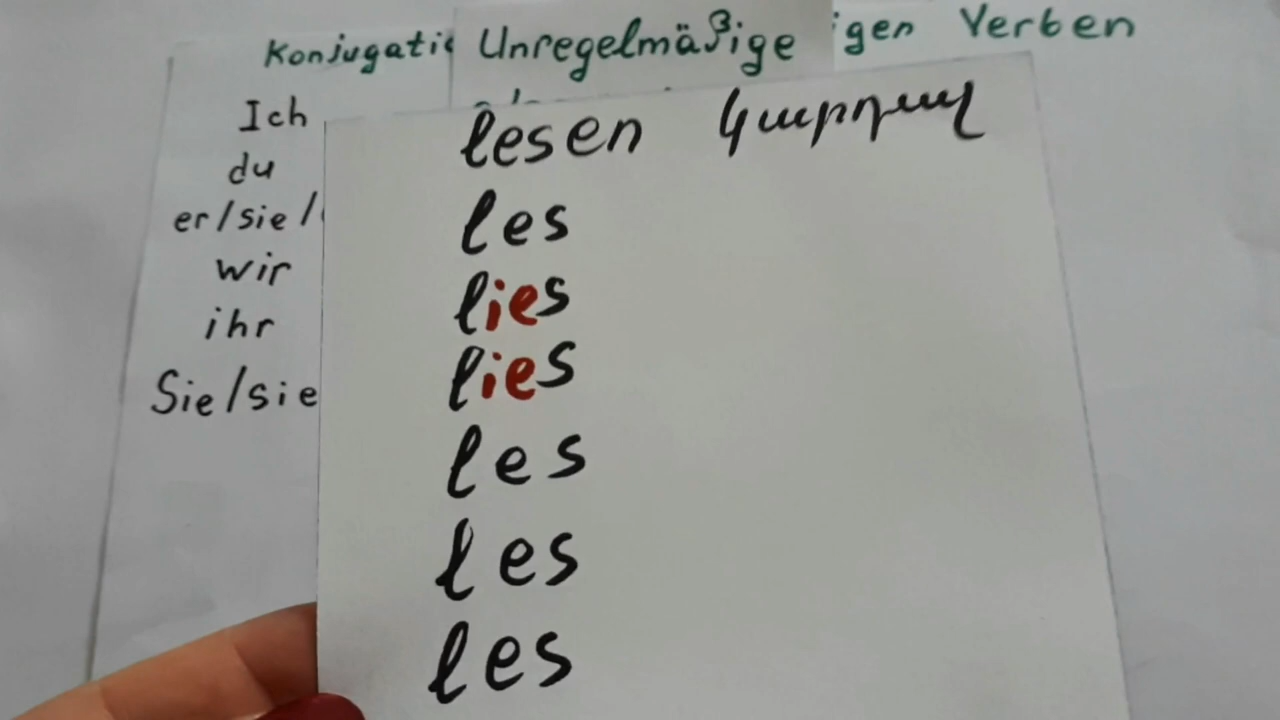 Konjugati Unregelmäßige igen Verben
lesen կարդալ
Ich les
du lies
er/sie/ lies
wir les
ihr les
Sie/sie les